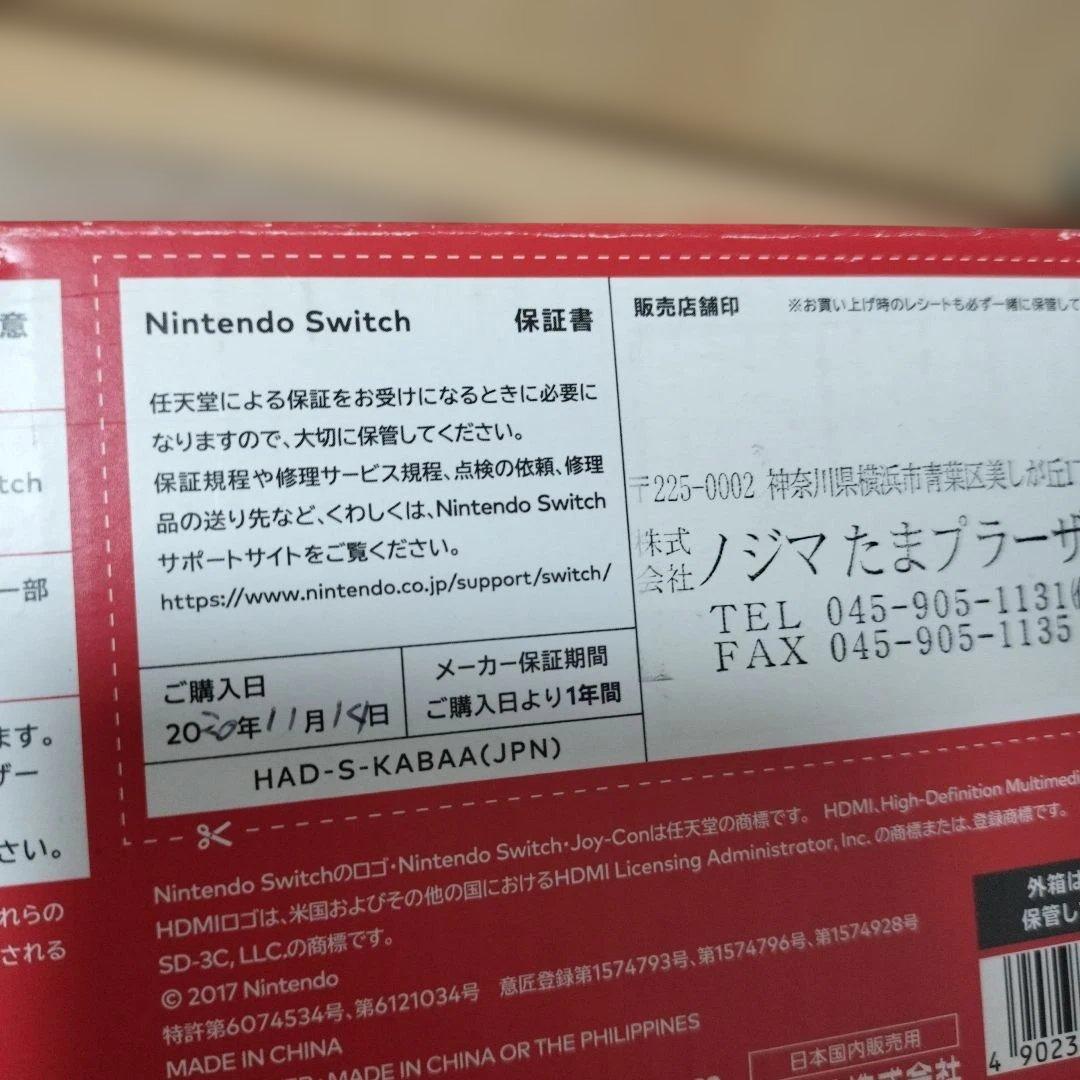 意
tch
一部
ます。
ザー
さい。
れらの
される
Nintendo Switch 保証書
任天堂による保証をお受けになるときに必要に
なりますので、大切に保管してください。
保証規程や修理サービス規程、点検の依頼、修理
品の送り先など、くわしくは、Nintendo Switch
サポートサイトをご覧ください。
https://www.nintendo.co.jp/support/switch/
ご購入日
2020年11月14日
メーカー保証期間
ご購入日より1年間
HAD-S-KABAA(JPN)
販売店舗印 ※お買い上げ時のレシートも必ず一緒に保管して
〒225-0002 神奈川県横浜市青葉区美しが丘1丁
株式会社 ノジマ たまプラーザ
TEL 045-905-1131
FAX 045-905-1135
Nintendo Switchのロゴ・Nintendo Switch・Joy-Conは任天堂の商標です。 HDMI、High-Definition Multimedia
HDMIロゴは、米国およびその他の国におけるHDMI Licensing Administrator, Inc. の商標または、登録商標です。
SD-3C, LLC.の商標です。
© 2017 Nintendo
特許第6074534号、第6121034号 意匠登録第1574793号、第1574796号、第1574928号
MADE IN CHINA
MADE IN CHINA OR THE PHILIPPINES
日本国内販売用
株式会社
外箱は
保管し
4 9023